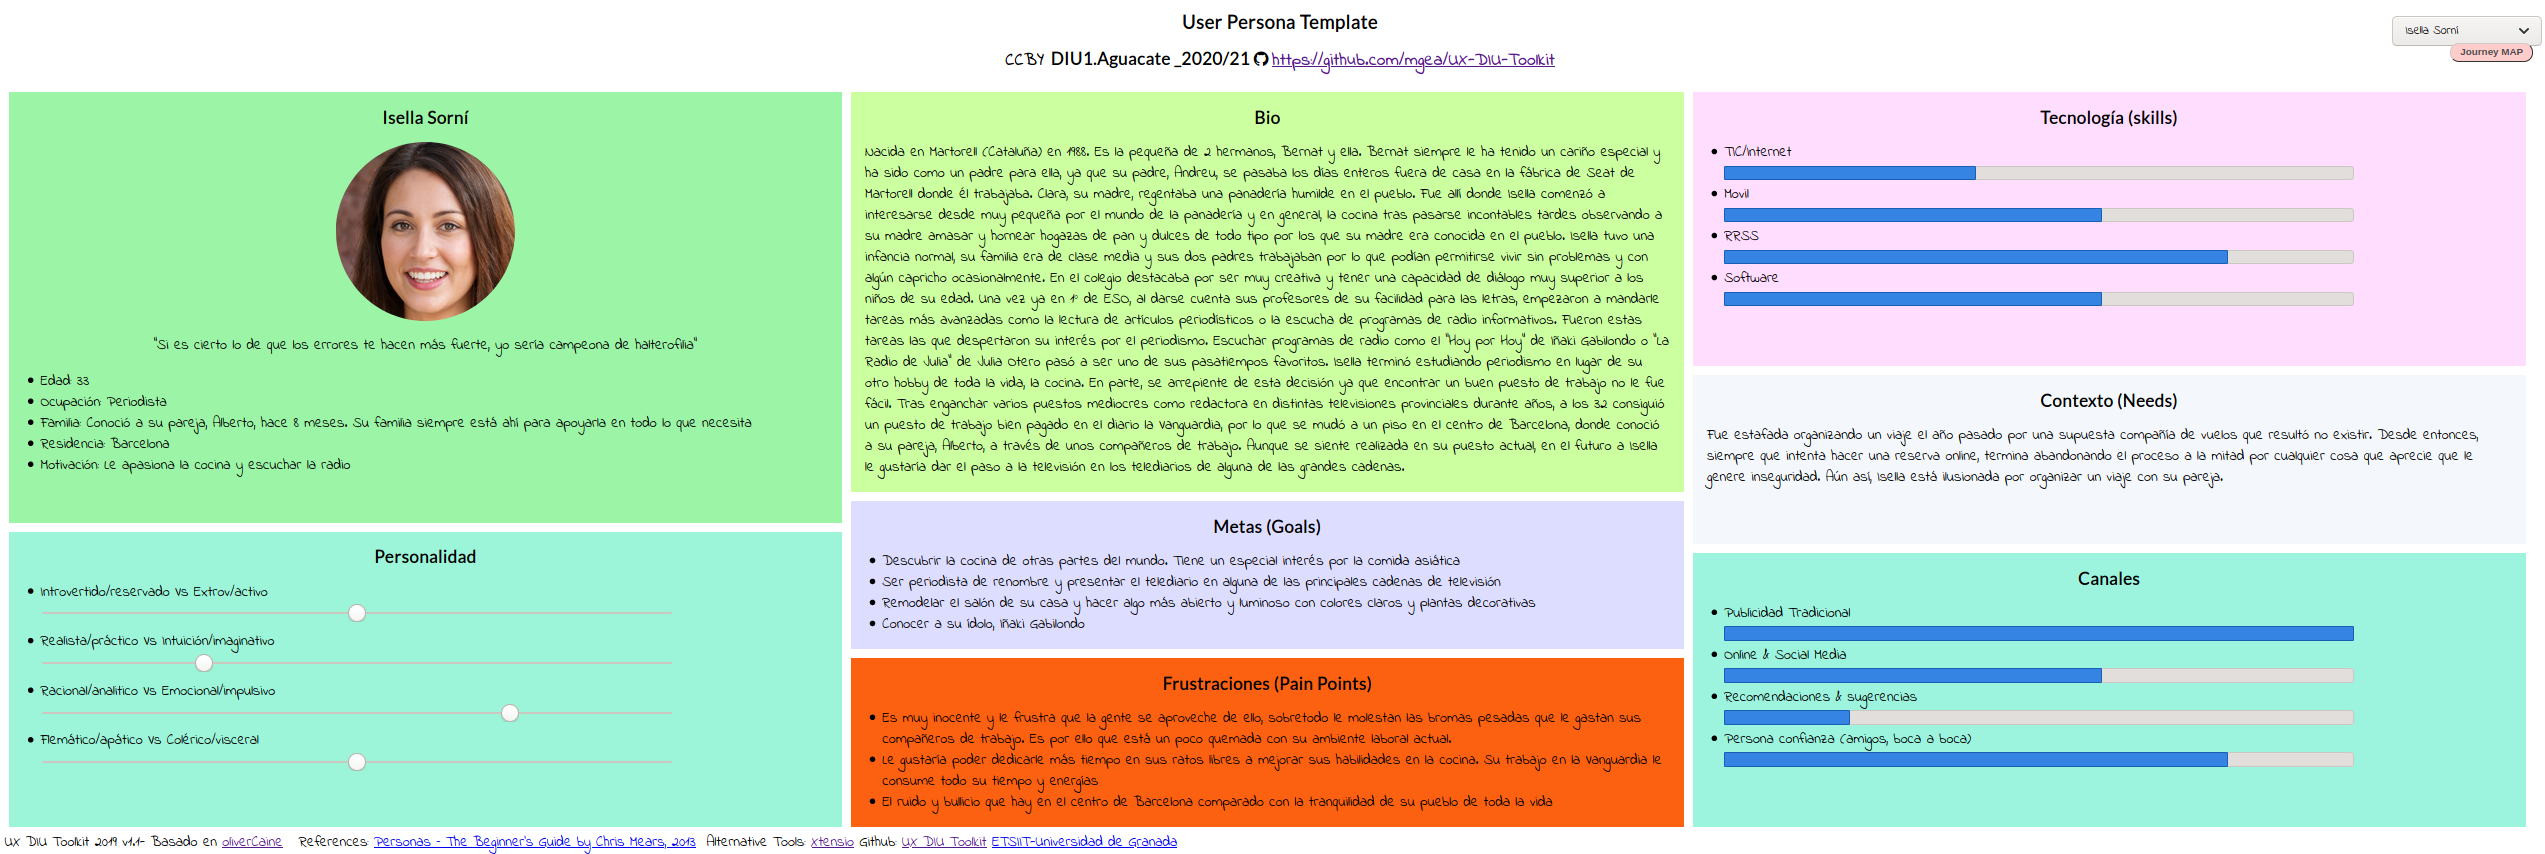 User Persona Template
CCBY DIU1.Aguacate _2020/21 https://github.com/mgea/UX-DIU-Toolkit
Isella Sorní
Journey MAP
Isella Sorní
"Si es cierto lo de que los errores te hacen más fuerte, yo sería campeona de halterofilia"
Edad: 33
Ocupación: Periodista
Familia: Conoció a su pareja, Alberto, hace 8 meses. Su familia siempre está ahí para apoyarla en todo lo que necesita
Residencia: Barcelona
Motivación: Le apasiona la cocina y escuchar la radio
Personalidad
Introvertido/reservado Vs Extrov/activo
Realista/práctico Vs Intuición/imaginativo
Racional/analítico Vs Emocional/impulsivo
Flemático/apático Vs Colérico/visceral
Bio
Nacida en Martorell (Cataluña) en 1988. Es la pequeña de 2 hermanos, Bernat y ella. Bernat siempre le ha tenido un cariño especial y
ha sido como un padre para ella, ya que su padre, Andreu, se pasaba los días enteros fuera de casa en la fábrica de Seat de
Martorell donde él trabajaba. Clara, su madre, regentaba una panadería humilde en el pueblo. Fue allí donde Isella comenzó a
interesarse desde muy pequeña por el mundo de la panadería y en general, la cocina tras pasarse incontables tardes observando a
su madre amasar y hornear hogazas de pan y dulces de todo tipo por los que su madre era conocida en el pueblo. Isella tuvo una
infancia normal, su familia era de clase media y sus dos padres trabajaban por lo que podían permitirse vivir sin problemas y con
algún capricho ocasionalmente. En el colegio destacaba por ser muy creativa y tener una capacidad de diálogo muy superior a los
niños de su edad. Una vez ya en 1º de ESO, al darse cuenta sus profesores de su facilidad para las letras, empezaron a mandarle
tareas más avanzadas como la lectura de artículos periodísticos o la escucha de programas de radio informativos. Fueron estas
tareas las que despertaron su interés por el periodismo. Escuchar programas de radio como el "Hoy por Hoy" de Iñaki Gabilondo o "La
Radio de Julia" de Julia Otero pasó a ser uno de sus pasatiempos favoritos. Isella terminó estudiando periodismo en lugar de su
otro hobby de toda la vida, la cocina. En parte, se arrepiente de esta decisión ya que encontrar un buen puesto de trabajo no le fue
fácil. Tras enganchar varios puestos mediocres como redactora en distintas televisiones provinciales durante años, a los 32 consiguió
un puesto de trabajo bien pagado en el diario la Vanguardia, por lo que se mudó a un piso en el centro de Barcelona, donde conoció
a su pareja, Alberto, a través de unos compañeros de trabajo. Aunque se siente realizada en su puesto actual, en el futuro a Isella
le gustaría dar el paso a la televisión en los telediarios de alguna de las grandes cadenas.
Metas (Goals)
Descubrir la cocina de otras partes del mundo. Tiene un especial interés por la comida asiática
Ser periodista de renombre y presentar el telediario en alguna de las principales cadenas de televisión
Remodelar el salón de su casa y hacer algo más abierto y luminoso con colores claros y plantas decorativas
Conocer a su ídolo, Iñaki Gabilondo
Frustraciones (Pain Points)
Es muy inocente y le frustra que la gente se aproveche de ello, sobretodo le molestan las bromas pesadas que le gastan sus
compañeros de trabajo. Es por ello que está un poco quemada con su ambiente laboral actual.
Le gustaría poder dedicarle más tiempo en sus ratos libres a mejorar sus habilidades en la cocina. Su trabajo en la Vanguardia le
consume todo su tiempo y energías
El ruido y bullicio que hay en el centro de Barcelona comparado con la tranquilidad de su pueblo de toda la vida
Tecnología (skills)
TIC/Internet
Movil
RRSS
Software
Contexto (Needs)
Fue estafada organizando un viaje el año pasado por una supuesta compañía de vuelos que resultó no existir. Desde entonces,
siempre que intenta hacer una reserva online, termina abandonando el proceso a la mitad por cualquier cosa que aprecie que le
genere inseguridad. Aún así, Isella está ilusionada por organizar un viaje con su pareja.
Canales
Publicidad Tradicional
Online & Social Media
Recomendaciones & sugerencias
Persona confianza (amigos, boca a boca)
UX DIU Toolkit 2019 v1.1- Basado en oliverCaine References: Personas - The Beginner's Guide by Chris Mears, 2013 Alternative Tools: Xtensio Github: UX DIU Toolkit ETSIIT-Universidad de Granada